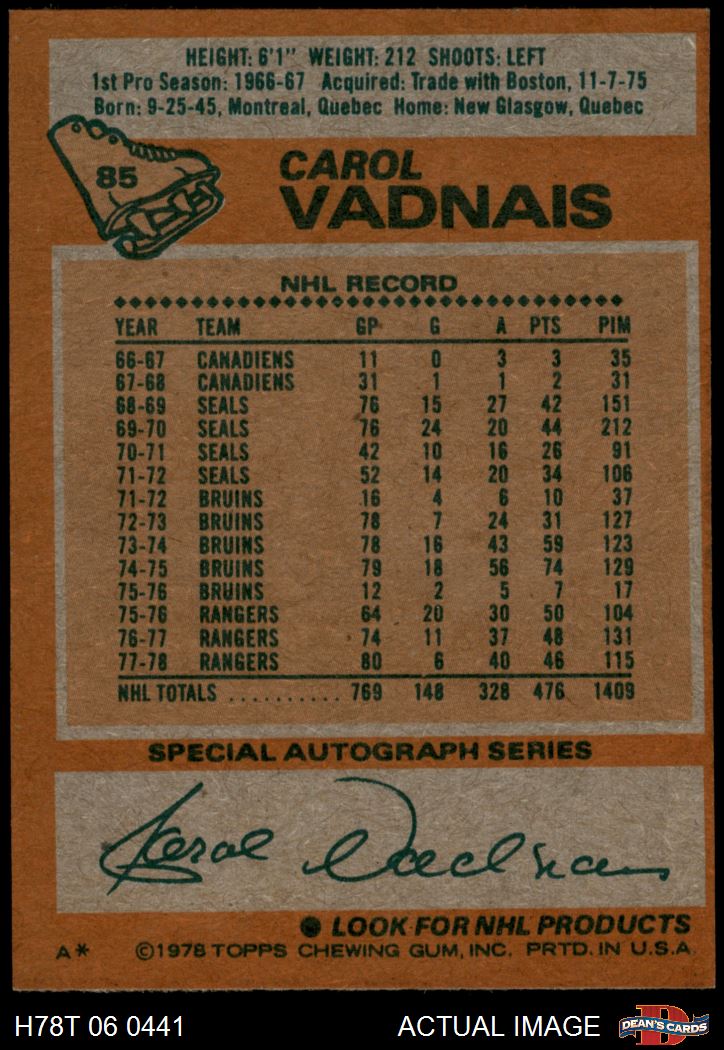 HEIGHT: 6'1" WEIGHT: 212 SHOOTS: LEFT
1st Pro Season: 1966-67 Acquired: Trade with Boston, 11-7-75
Born: 9-25-45, Montreal, Quebec Home: New Glasgow, Quebec
85
CAROL
VADNAIS
NHL RECORD
YEAR TEAM GP G A PTS PIM
66-67 CANADIENS 11 0 3 3 35
67-68 CANADIENS 31 1 1 2 31
68-69 SEALS 76 15 27 42 151
69-70 SEALS 76 24 20 44 212
70-71 SEALS 42 10 16 26 91
71-72 SEALS 52 14 20 34 106
71-72 BRUINS 16 4 6 10 37
72-73 BRUINS 78 7 24 31 127
73-74 BRUINS 78 16 43 59 123
74-75 BRUINS 79 18 56 74 129
75-76 BRUINS 12 2 5 7 17
75-76 RANGERS 64 20 30 50 104
76-77 RANGERS 74 11 37 48 131
77-78 RANGERS 80 6 40 46 115
NHL TOTALS .......... 769 148 328 476 1409
SPECIAL AUTOGRAPH SERIES
Carol Vadnais
● LOOK FOR NHL PRODUCTS
A* ©1978 TOPPS CHEWING GUM, INC. PRTD. IN U.S.A.
H78T 06 0441 ACTUAL IMAGE D DEAN'S CARDS